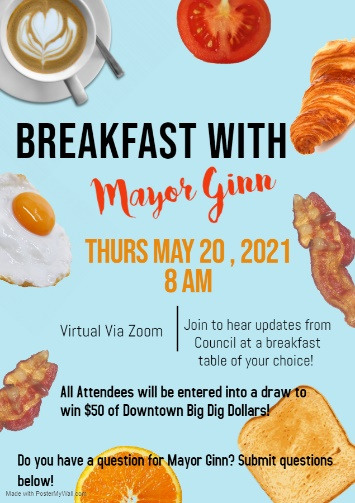 BREAKFAST WITH
Mayor Ginn
THURS MAY 20 , 2021
8 AM
Virtual Via Zoom
Join to hear updates from
Council at a breakfast
table of your choice!
All Attendees will be entered into a draw to
win $50 of Downtown Big Dig Dollars!
Do you have a question for Mayor Ginn? Submit questions
below!
Made with PosterMyWall.com